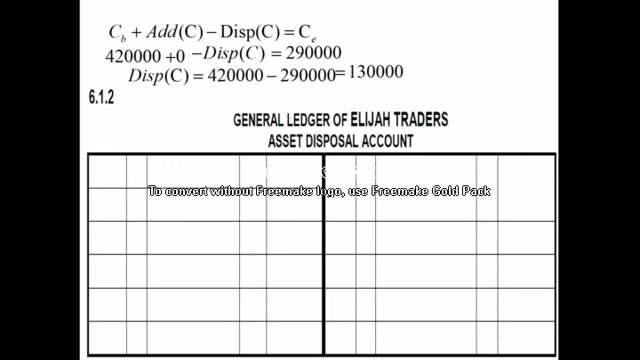 C_b + Add(C) − Disp(C) = C_e
420000 +0 −Disp(C) = 290000
Disp(C) = 420000 − 290000 = 130000
6.1.2
GENERAL LEDGER OF ELIJAH TRADERS
ASSET DISPOSAL ACCOUNT
To convert without Freemake logo, use Freemake Gold Pack